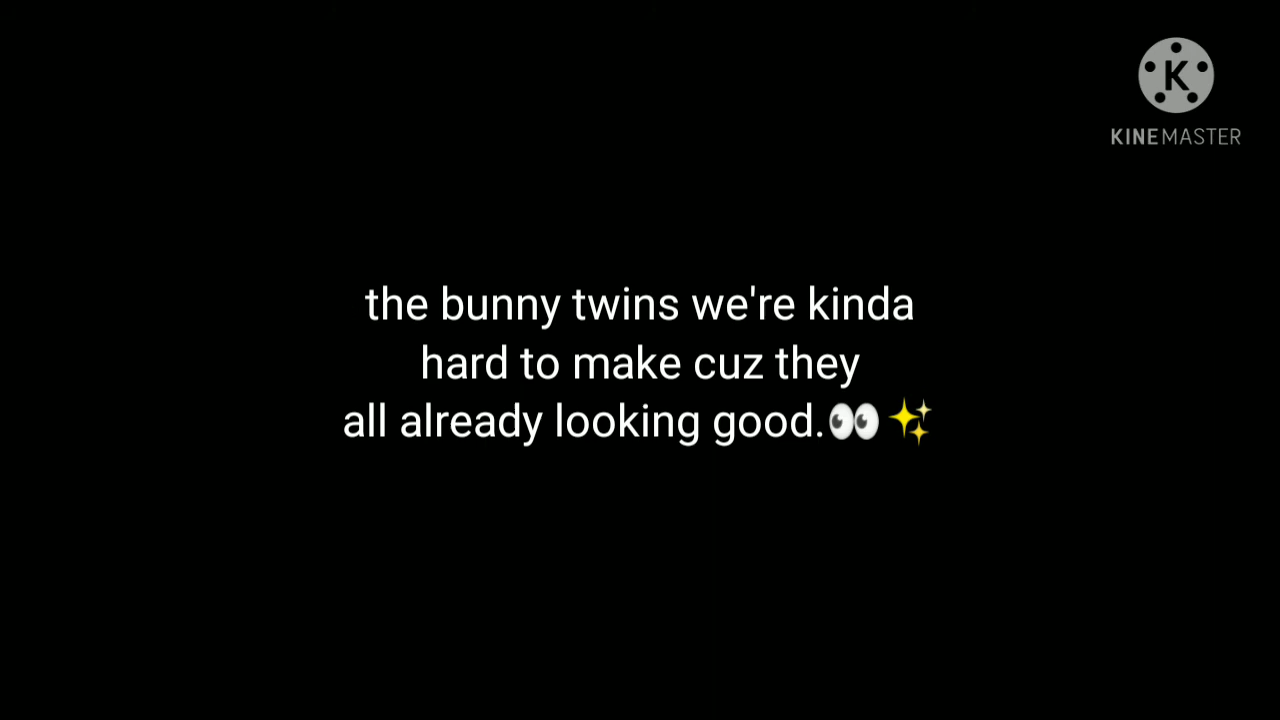 K
KINEMASTER
the bunny twins we're kinda
hard to make cuz they
all already looking good.👀✨